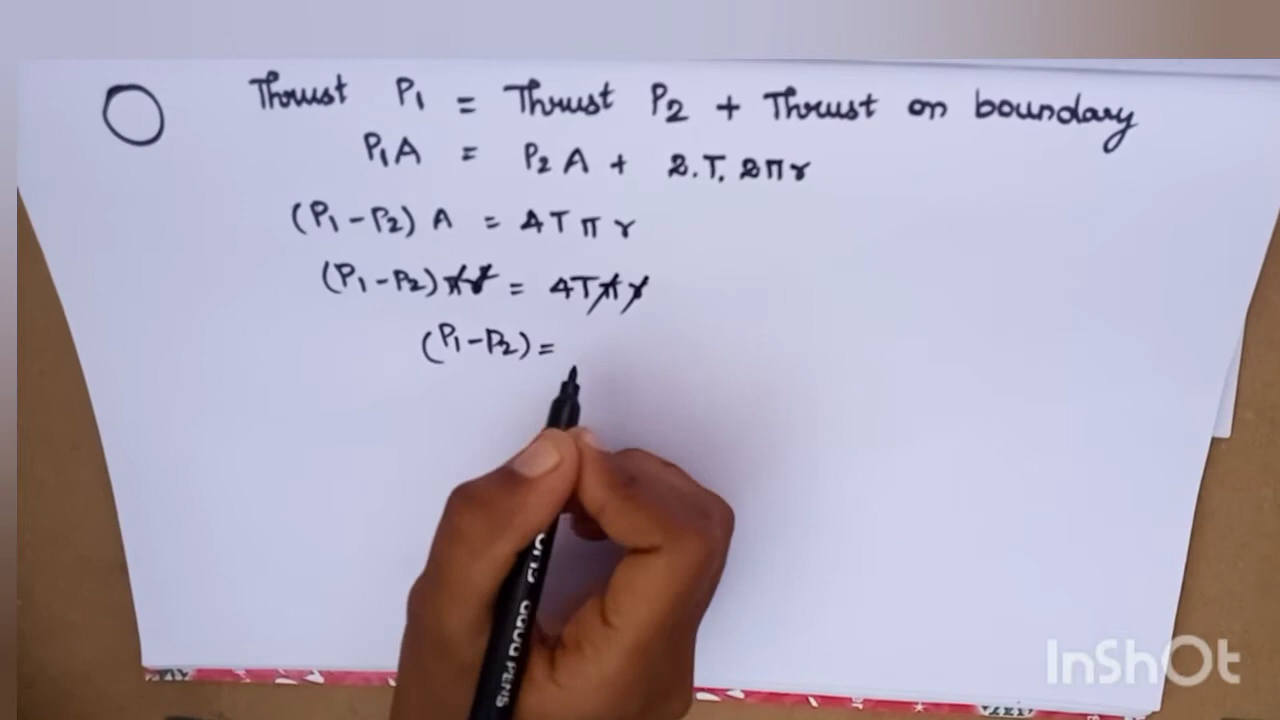 Thrust P₁ = Thrust P₂ + Thrust on boundary
P₁A = P₂A + 2.T. 2πr
(P₁ - P₂) A = 4Tπr
(P₁ - P₂) πr = 4Tπr
(P₁ - P₂) =
PENS
InShOt